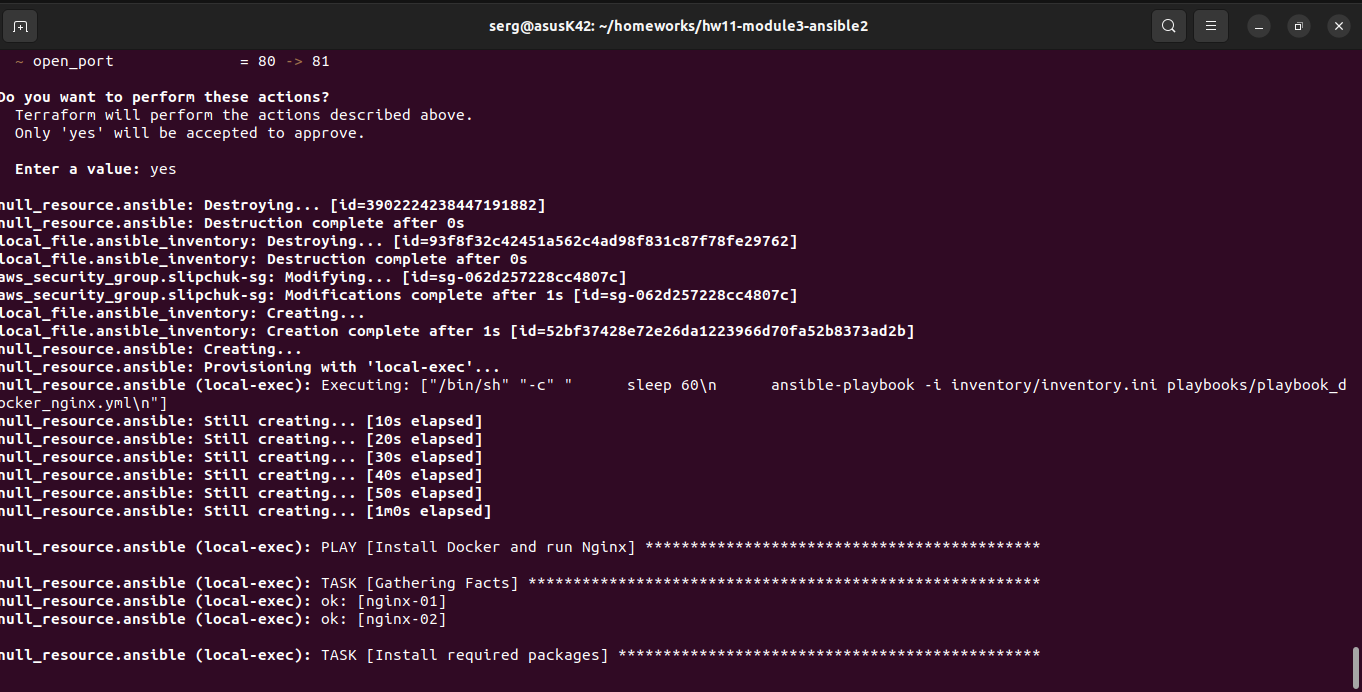 serg@asusK42: ~/homeworks/hw11-module3-ansible2
~ open_port = 80 -> 81
Do you want to perform these actions?
Terraform will perform the actions described above.
Only 'yes' will be accepted to approve.
Enter a value: yes
null_resource.ansible: Destroying... [id=3902224238447191882]
null_resource.ansible: Destruction complete after 0s
local_file.ansible_inventory: Destroying... [id=93f8f32c42451a562c4ad98f831c87f78fe29762]
local_file.ansible_inventory: Destruction complete after 0s
aws_security_group.slipchuk-sg: Modifying... [id=sg-062d257228cc4807c]
aws_security_group.slipchuk-sg: Modifications complete after 1s [id=sg-062d257228cc4807c]
local_file.ansible_inventory: Creating...
local_file.ansible_inventory: Creation complete after 1s [id=52bf37428e72e26da1223966d70fa52b8373ad2b]
null_resource.ansible: Creating...
null_resource.ansible: Provisioning with 'local-exec'...
null_resource.ansible (local-exec): Executing: ["/bin/sh" "-c" "      sleep 60\n      ansible-playbook -i inventory/inventory.ini playbooks/playbook_d
ocker_nginx.yml\n"]
null_resource.ansible: Still creating... [10s elapsed]
null_resource.ansible: Still creating... [20s elapsed]
null_resource.ansible: Still creating... [30s elapsed]
null_resource.ansible: Still creating... [40s elapsed]
null_resource.ansible: Still creating... [50s elapsed]
null_resource.ansible: Still creating... [1m0s elapsed]
null_resource.ansible (local-exec): PLAY [Install Docker and run Nginx] ********************************************
null_resource.ansible (local-exec): TASK [Gathering Facts] *********************************************************
null_resource.ansible (local-exec): ok: [nginx-01]
null_resource.ansible (local-exec): ok: [nginx-02]
null_resource.ansible (local-exec): TASK [Install required packages] ***********************************************